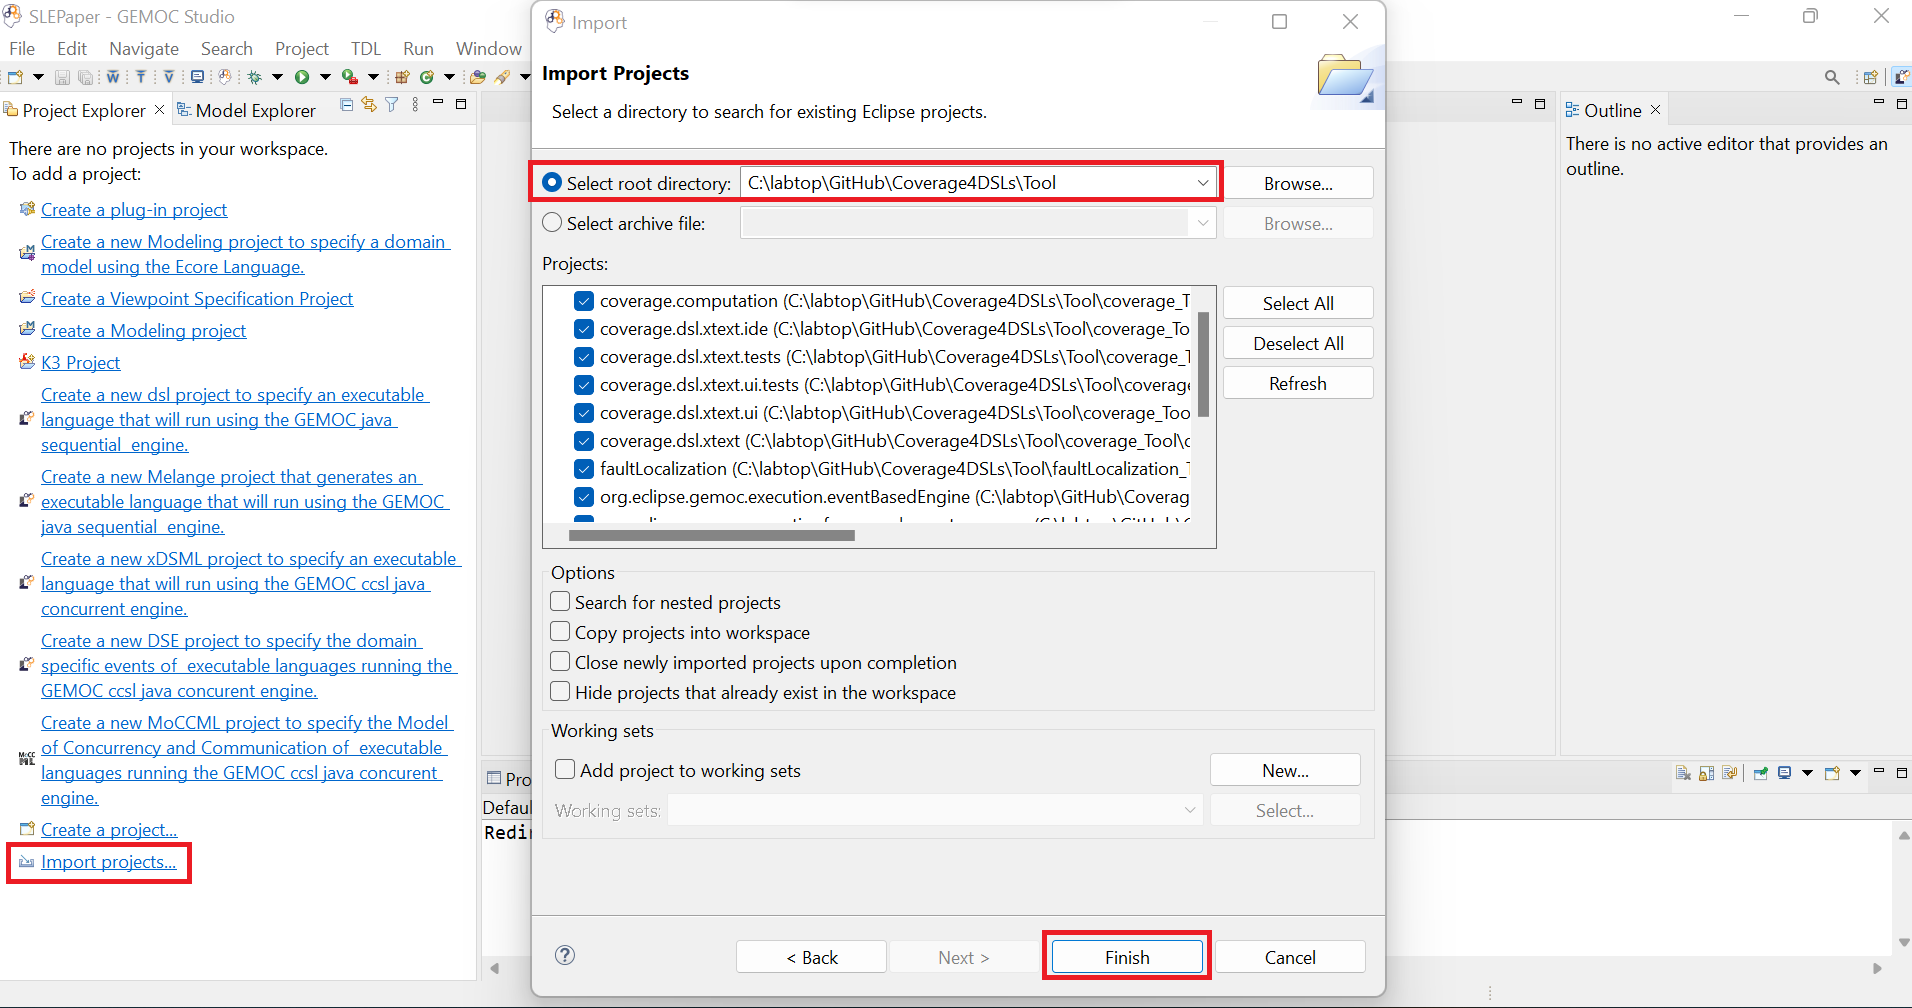 SLEPaper - GEMOC Studio
File Edit Navigate Search Project TDL Run Window
Project Explorer
Model Explorer
There are no projects in your workspace.
To add a project:
Create a plug-in project
Create a new Modeling project to specify a domain
model using the Ecore Language.
Create a Viewpoint Specification Project
Create a Modeling project
K3 Project
Create a new dsl project to specify an executable
language that will run using the GEMOC java
sequential engine.
Create a new Melange project that generates an
executable language that will run using the GEMOC
java sequential engine.
Create a new xDSML project to specify an executable
language that will run using the GEMOC ccsl java
concurrent engine.
Create a new DSE project to specify the domain
specific events of executable languages running the
GEMOC ccsl java concurent engine.
Create a new MoCCML project to specify the Model
of Concurrency and Communication of executable
languages running the GEMOC ccsl java concurent
engine.
Create a project...
Import projects...
Import
Import Projects
Select a directory to search for existing Eclipse projects.
Select root directory: C:\labtop\GitHub\Coverage4DSLs\Tool Browse...
Select archive file: Browse...
Projects:
coverage.computation (C:\labtop\GitHub\Coverage4DSLs\Tool\coverage_T
coverage.dsl.xtext.ide (C:\labtop\GitHub\Coverage4DSLs\Tool\coverage_To
coverage.dsl.xtext.tests (C:\labtop\GitHub\Coverage4DSLs\Tool\coverage_T
coverage.dsl.xtext.ui.tests (C:\labtop\GitHub\Coverage4DSLs\Tool\coverage
coverage.dsl.xtext.ui (C:\labtop\GitHub\Coverage4DSLs\Tool\coverage_Too
coverage.dsl.xtext (C:\labtop\GitHub\Coverage4DSLs\Tool\coverage_Tool\c
faultLocalization (C:\labtop\GitHub\Coverage4DSLs\Tool\faultLocalization_T
org.eclipse.gemoc.execution.eventBasedEngine (C:\labtop\GitHub\Coverag
Select All
Deselect All
Refresh
Options
Search for nested projects
Copy projects into workspace
Close newly imported projects upon completion
Hide projects that already exist in the workspace
Working sets
Add project to working sets New...
Working sets: Select...
< Back Next > Finish Cancel
Pro
Defaul
Redir
Outline
There is no active editor that provides an
outline.